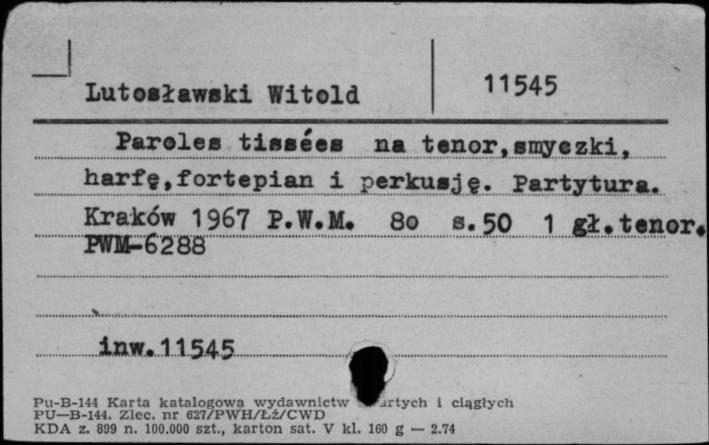 Lutosławski Witold 11545
Paroles tissées na tenor,smyczki,
harfę,fortepian i perkusję. Partytura.
Kraków 1967 P.W.M. 8o s.50 1 gł.tenor.
PWM-6288
inw.11545
Pu-B-144 Karta katalogowa wydawnictw i ciągłych
PU—B-144. Zlec. nr 627/PWH/Łż/CWD
KDA z. 899 n. 100.000 szt., karton sat. V kl. 160 g — 2.74